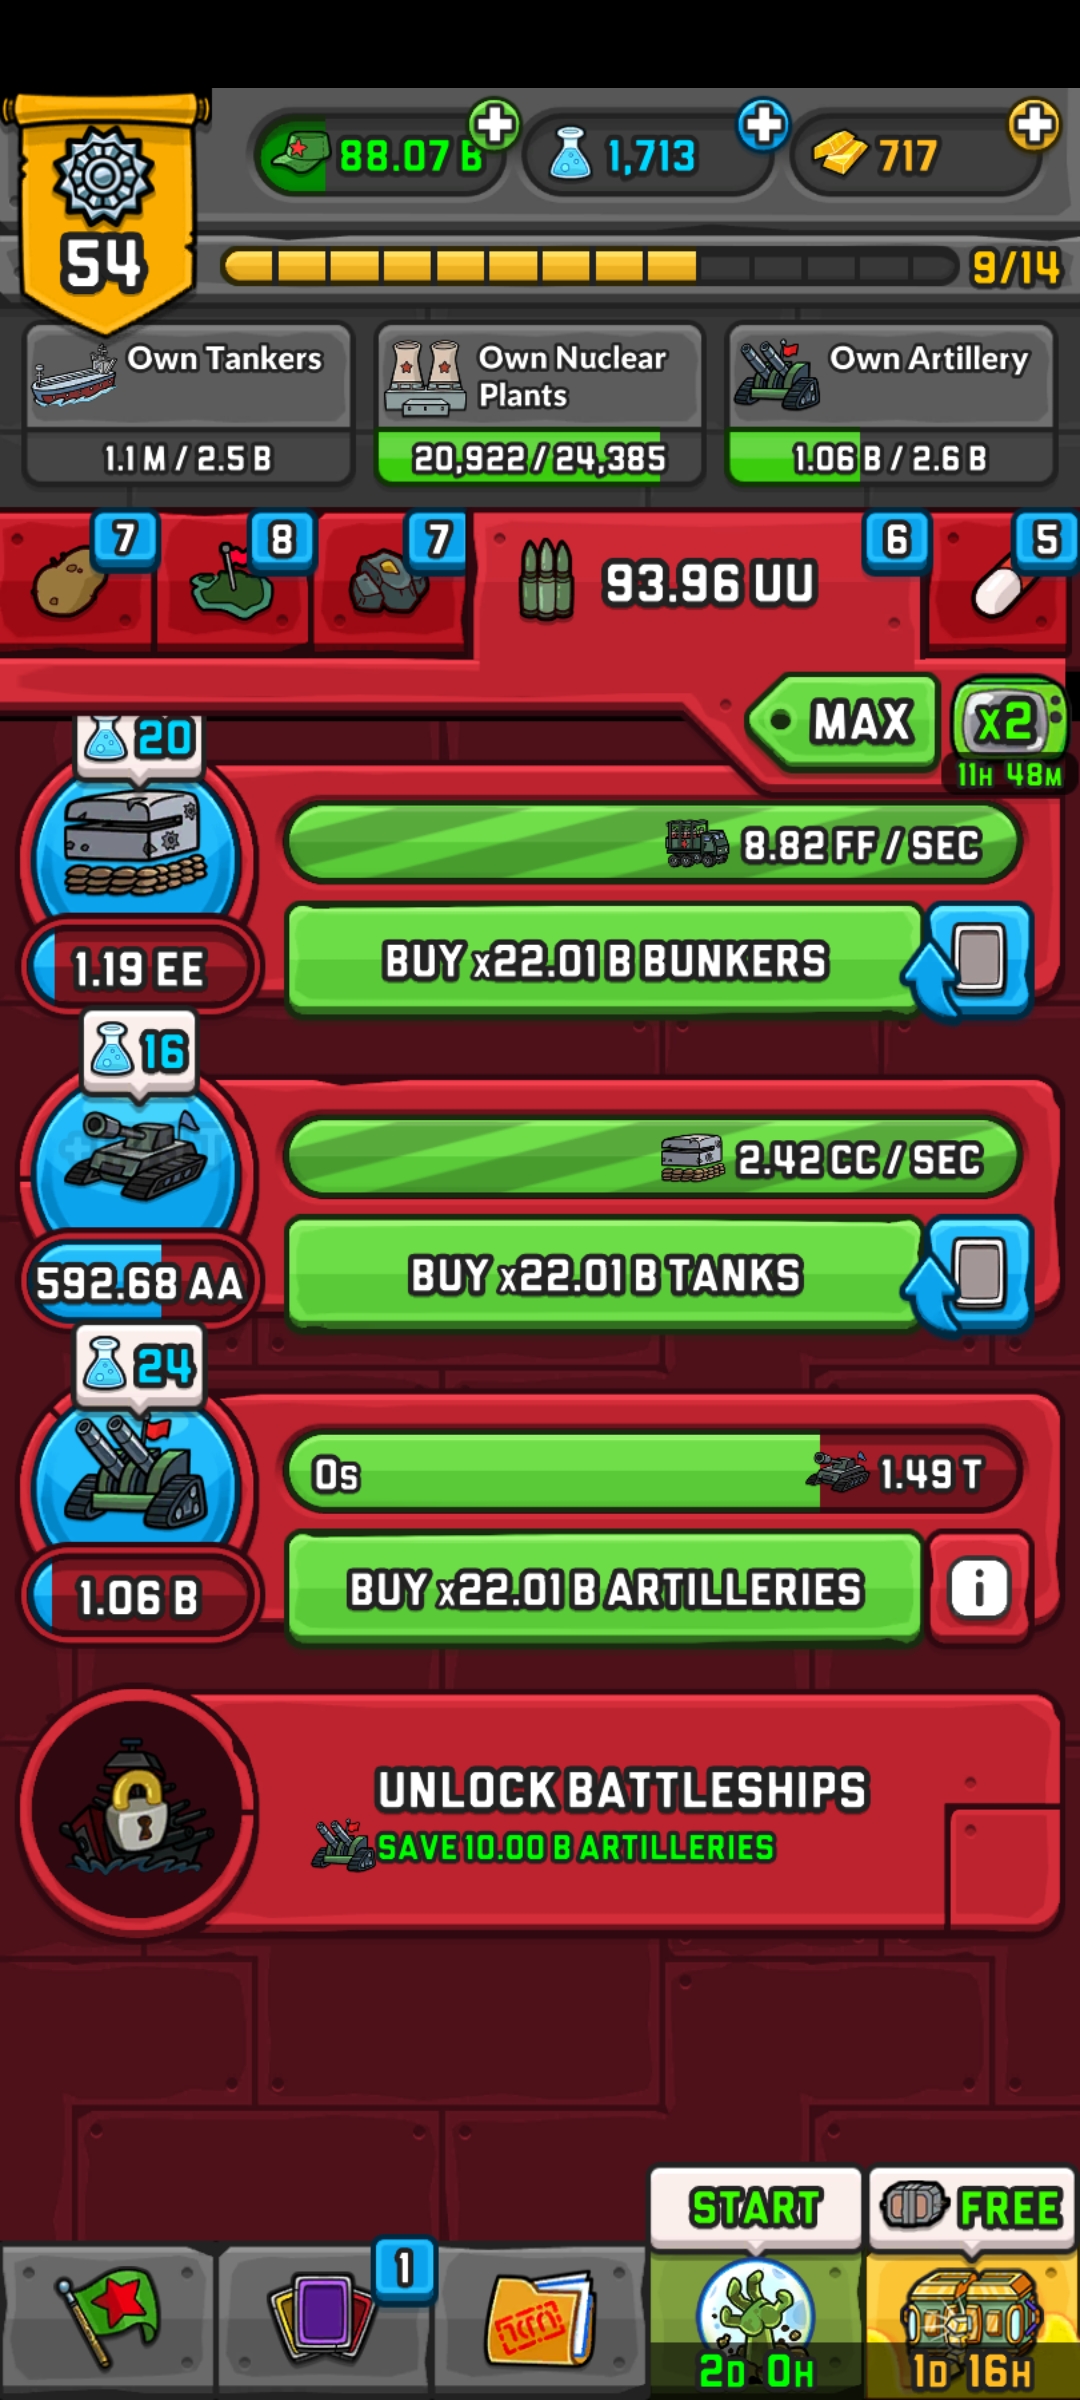 88.07 B
1,713
717
54
9/14
Own Tankers
1.1 M / 2.5 B
Own Nuclear
Plants
20,922 / 24,385
Own Artillery
1.06 B / 2.6 B
7
8
7
93.96 UU
6
5
MAX
x2
11H 48M
20
8.82 FF / SEC
1.19 EE
BUY x22.01 B BUNKERS
16
2.42 CC / SEC
592.68 AA
BUY x22.01 B TANKS
24
0s
1.49 T
1.06 B
BUY x22.01 B ARTILLERIES
i
UNLOCK BATTLESHIPS
SAVE 10.00 B ARTILLERIES
START
FREE
1
2D 0H
1D 16H